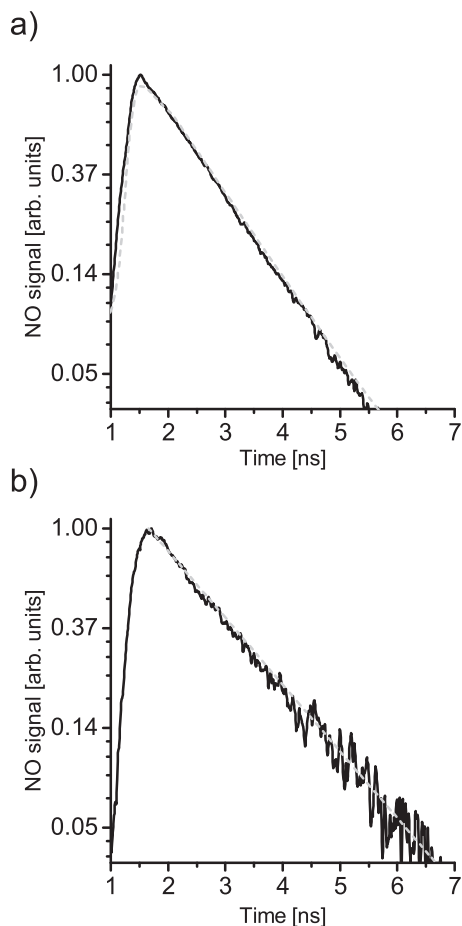 a)
1.00
0.37
0.14
0.05
NO signal [arb. units]
1 2 3 4 5 6 7
Time [ns]
b)
1.00
0.37
0.14
0.05
NO signal [arb. units]
1 2 3 4 5 6 7
Time [ns]